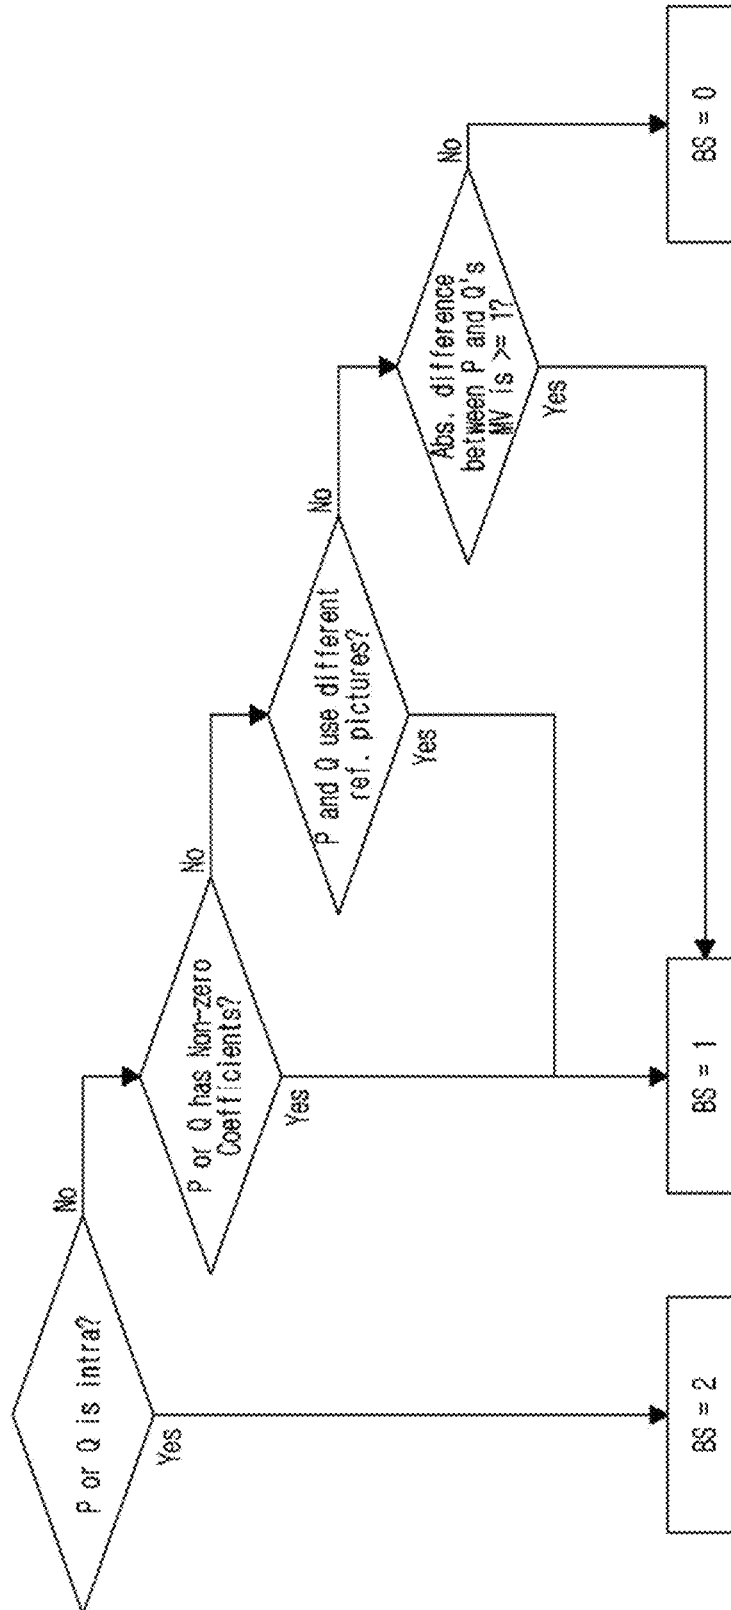 P or Q is intra?
No
Yes
P or Q has Non-zero
Coefficients?
No
Yes
P and Q use different
ref. pictures?
No
Yes
Abs. difference
between P and Q's
MV is >= 1?
No
Yes
BS = 2
BS = 1
BS = 0